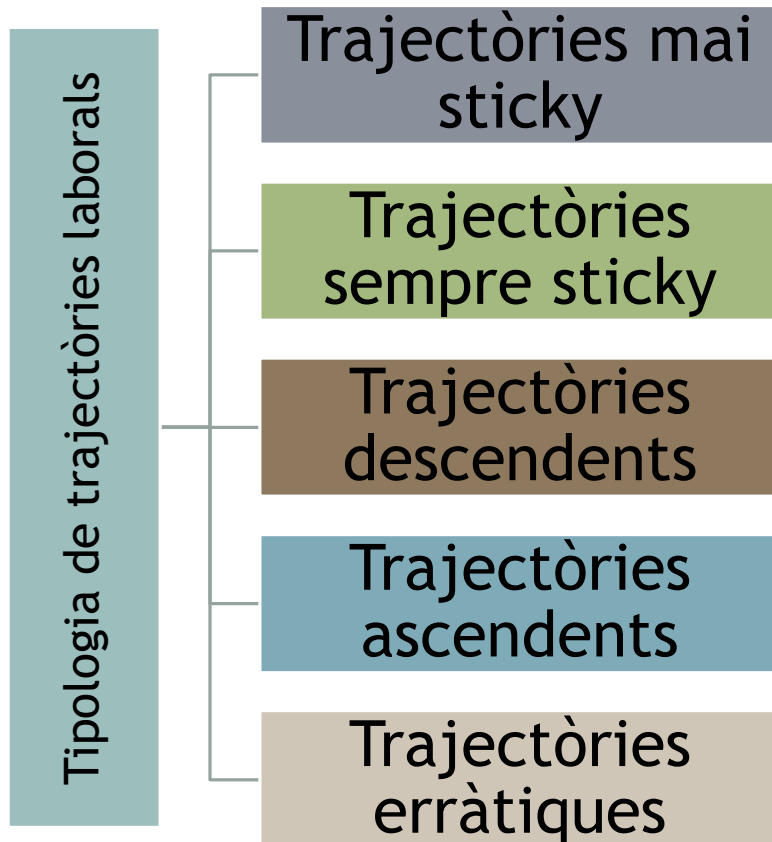 Tipologia de trajectòries laborals
Trajectòries mai
sticky
Trajectòries
sempre sticky
Trajectòries
descendents
Trajectòries
ascendents
Trajectòries
erràtiques